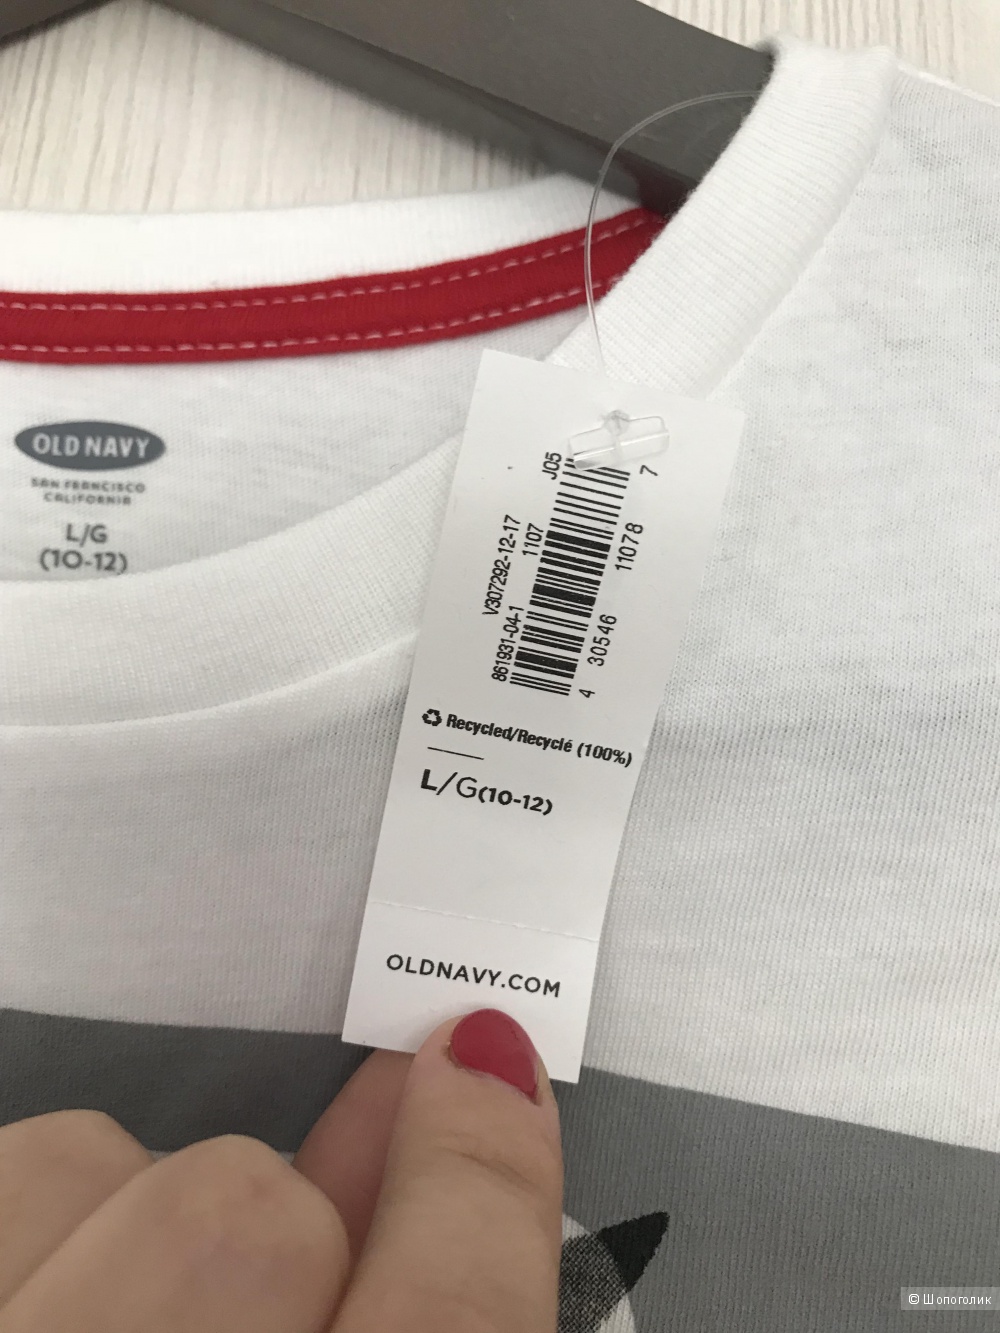 OLD NAVY
SAN FRANCISCO
CALIFORNIA
L/G
(10-12)
J05
V307292-12-17
1107
861931-04-1
4 30546 11078 7
Recycled/Recyclé (100%)
L/G(10-12)
OLDNAVY.COM
© Шопоголик